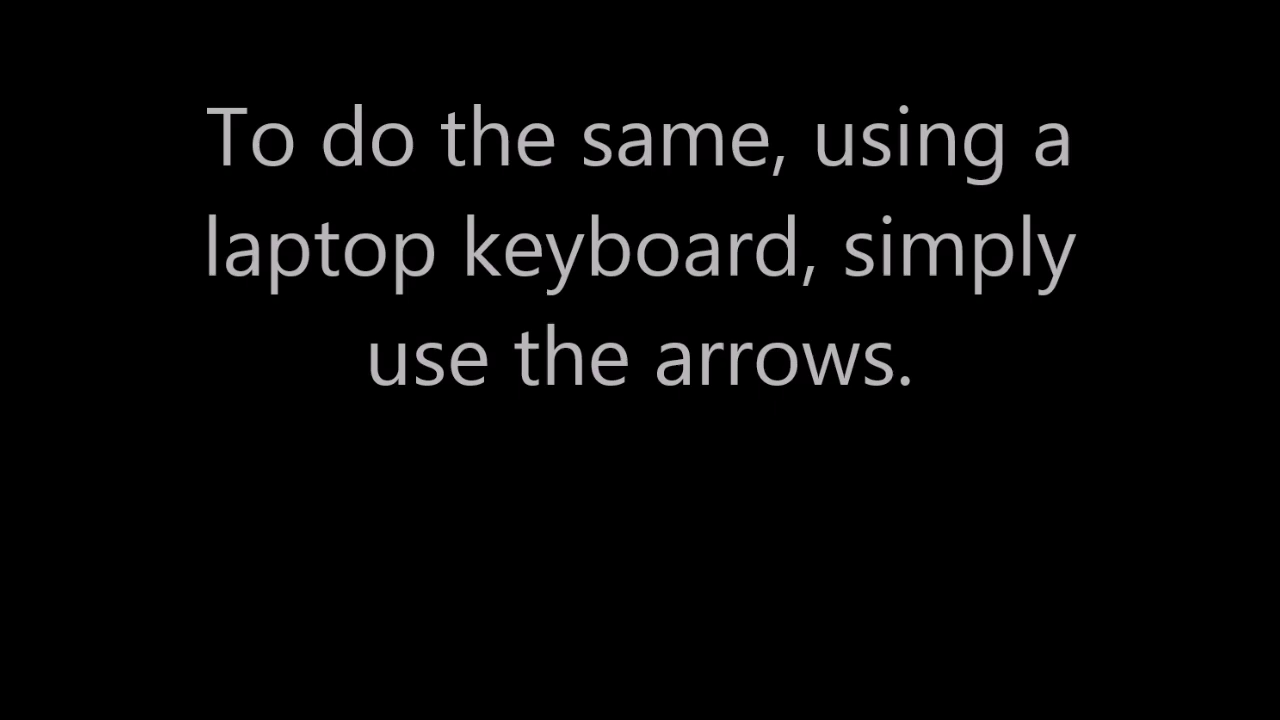 To do the same, using a
laptop keyboard, simply
use the arrows.